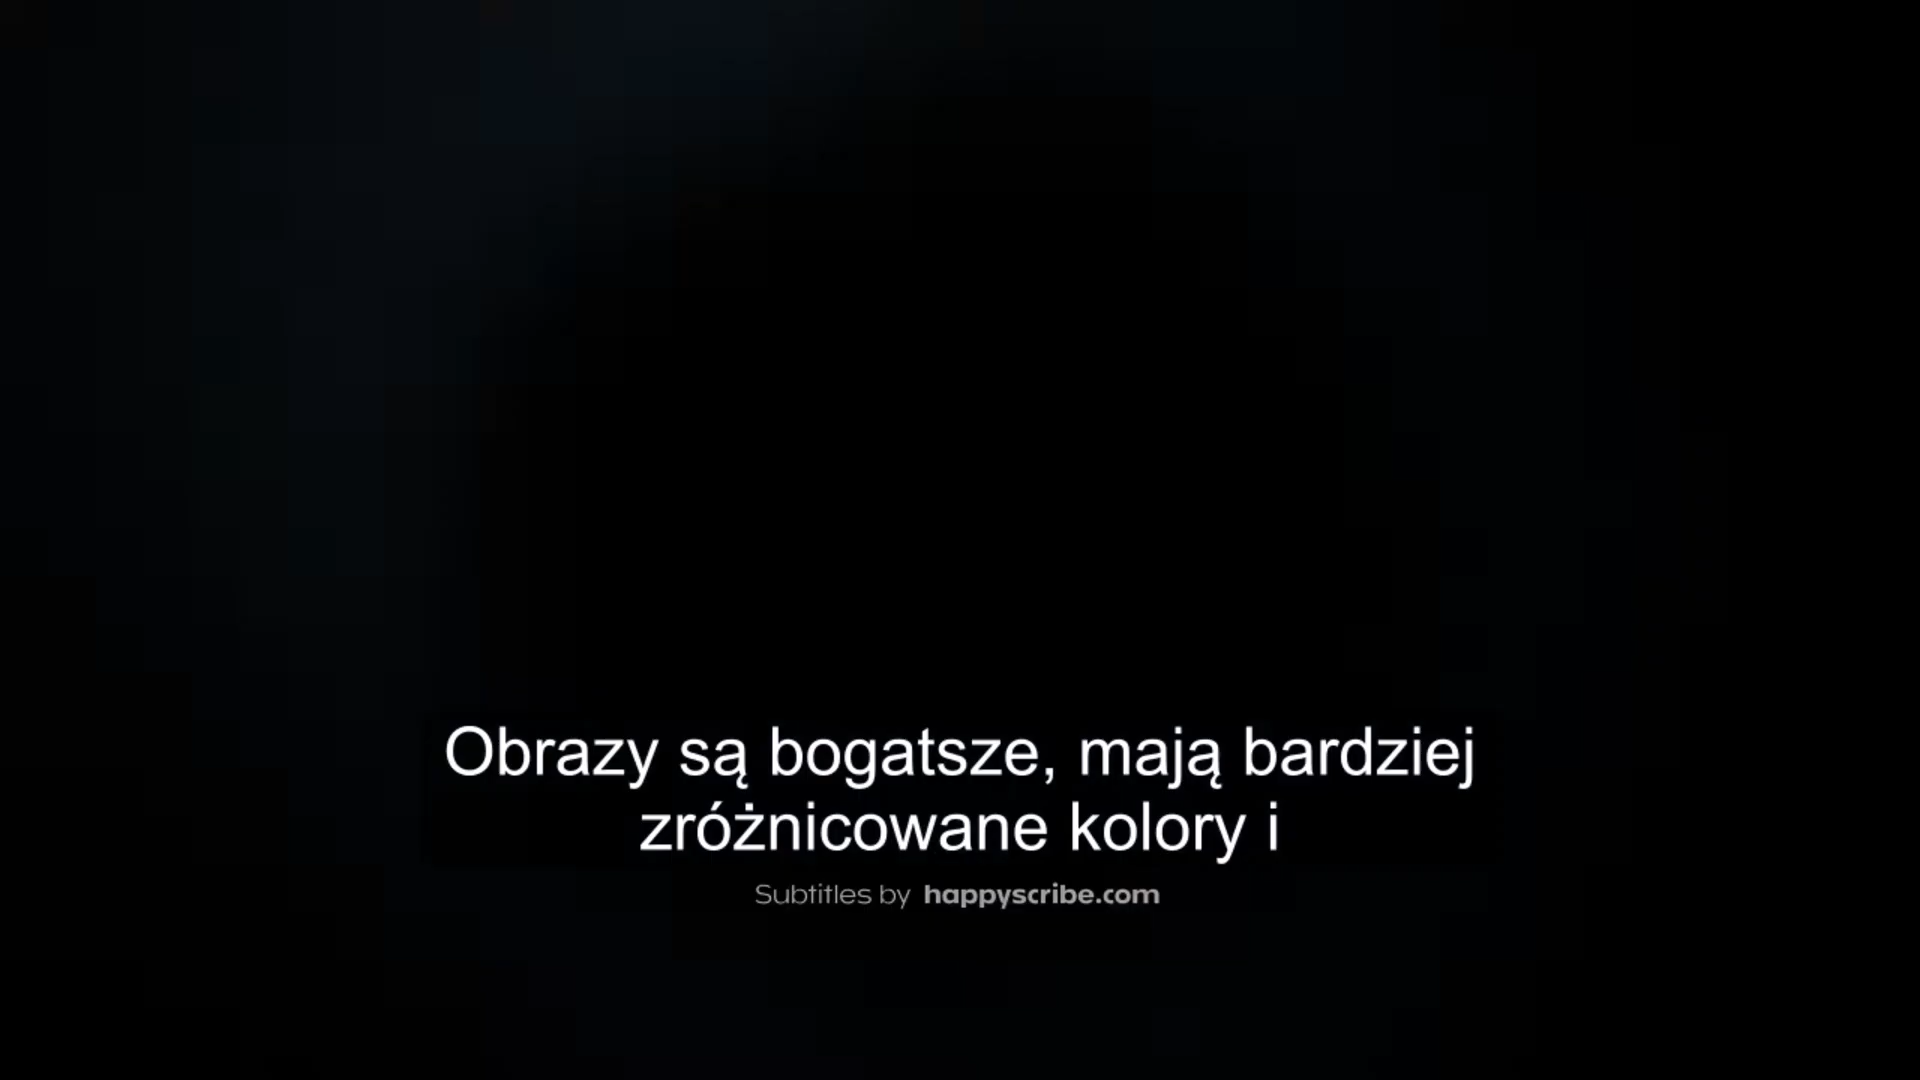 Obrazy są bogatsze, mają bardziej
zróżnicowane kolory i
Subtitles by happyscribe.com